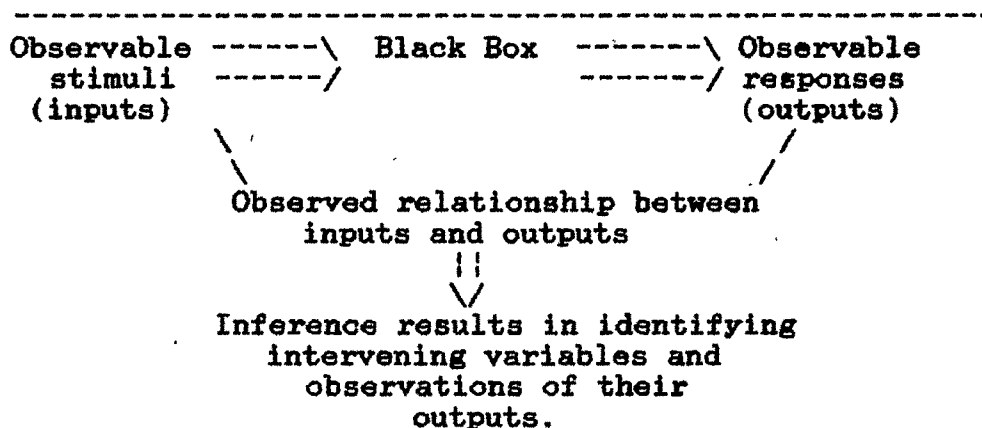 Observable ------\ Black Box ------\ Observable
stimuli ------/ ------/ responses
(inputs) (outputs)
Observed relationship between
inputs and outputs
Inference results in identifying
intervening variables and
observations of their
outputs.